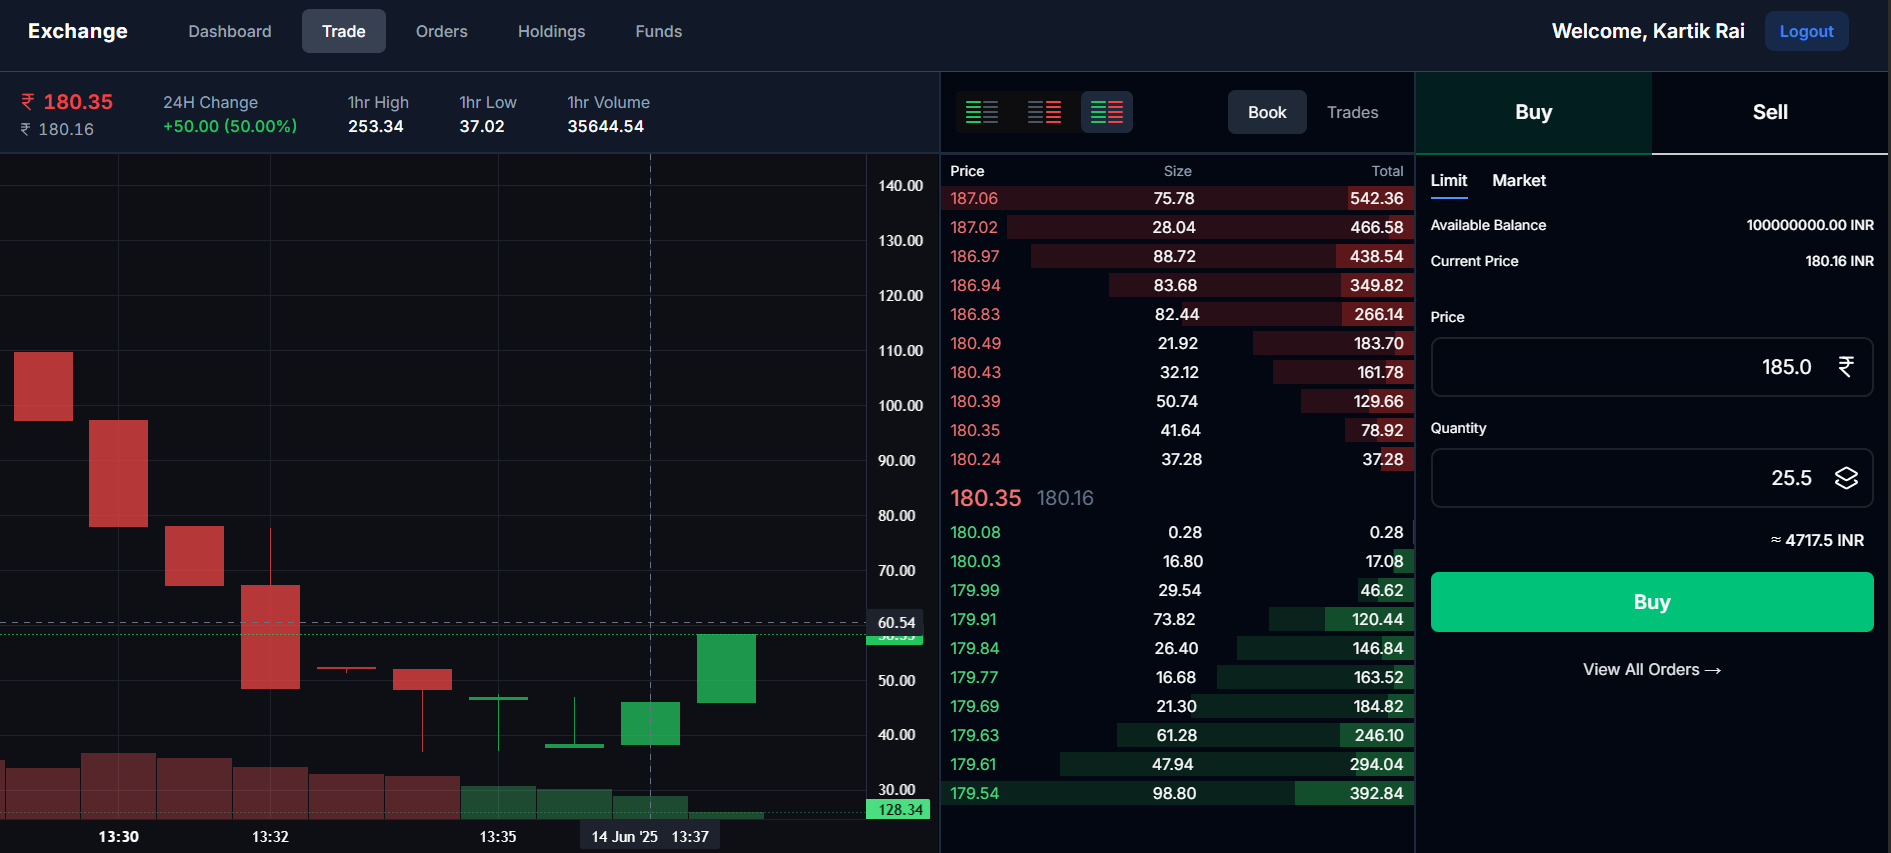 Exchange Dashboard Trade Orders Holdings Funds Welcome, Kartik Rai Logout
₹ 180.35
₹ 180.16
24H Change
+50.00 (50.00%)
1hr High
253.34
1hr Low
37.02
1hr Volume
35644.54
140.00
130.00
120.00
110.00
100.00
90.00
80.00
70.00
60.54
50.00
40.00
30.00
128.34
13:30 13:32 13:35 14 Jun '25 13:37
Book Trades
Price Size Total
187.06 75.78 542.36
187.02 28.04 466.58
186.97 88.72 438.54
186.94 83.68 349.82
186.83 82.44 266.14
180.49 21.92 183.70
180.43 32.12 161.78
180.39 50.74 129.66
180.35 41.64 78.92
180.24 37.28 37.28
180.35 180.16
180.08 0.28 0.28
180.03 16.80 17.08
179.99 29.54 46.62
179.91 73.82 120.44
179.84 26.40 146.84
179.77 16.68 163.52
179.69 21.30 184.82
179.63 61.28 246.10
179.61 47.94 294.04
179.54 98.80 392.84
Buy Sell
Limit Market
Available Balance 100000000.00 INR
Current Price 180.16 INR
Price
185.0 ₹
Quantity
25.5
≈ 4717.5 INR
Buy
View All Orders →